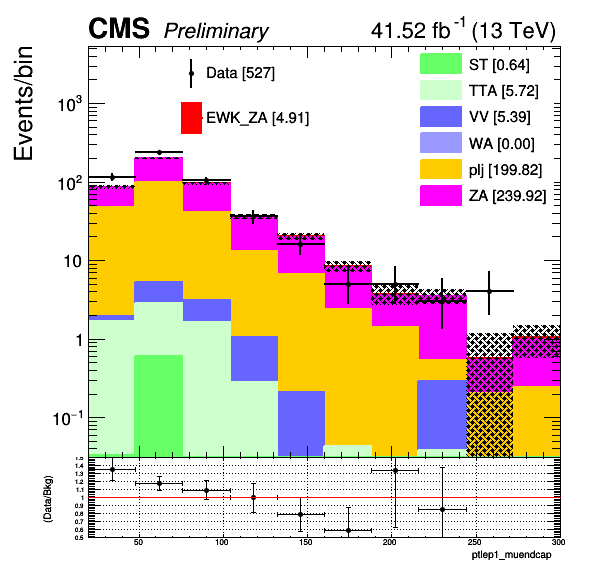 CMS Preliminary 41.52 fb⁻¹ (13 TeV)
Events/bin
Data [527]
EWK_ZA [4.91]
ST [0.64]
TTA [5.72]
VV [5.39]
WA [0.00]
plj [199.82]
ZA [239.92]
10³
10²
10
1
10⁻¹
(Data/Bkg)
1.5
1.4
1.3
1.2
1.1
1
0.9
0.8
0.7
0.6
0.5
50 100 150 200 250 300
ptlep1_muendcap